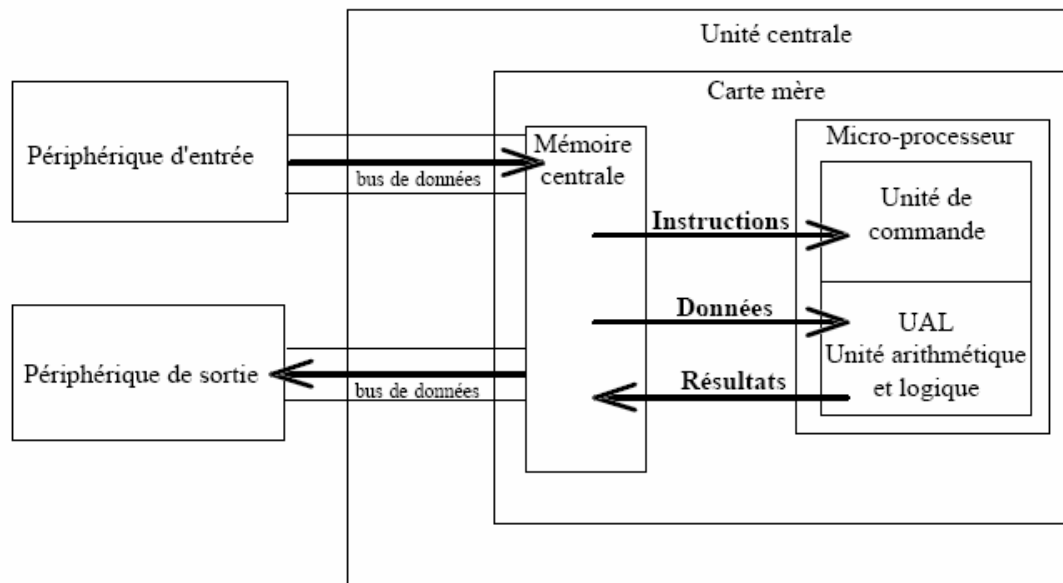 Unité centrale
Carte mère
Périphérique d'entrée
bus de données
Mémoire
centrale
Micro-processeur
Unité de
commande
Instructions
Données
UAL
Unité arithmétique
et logique
Résultats
Périphérique de sortie
bus de données